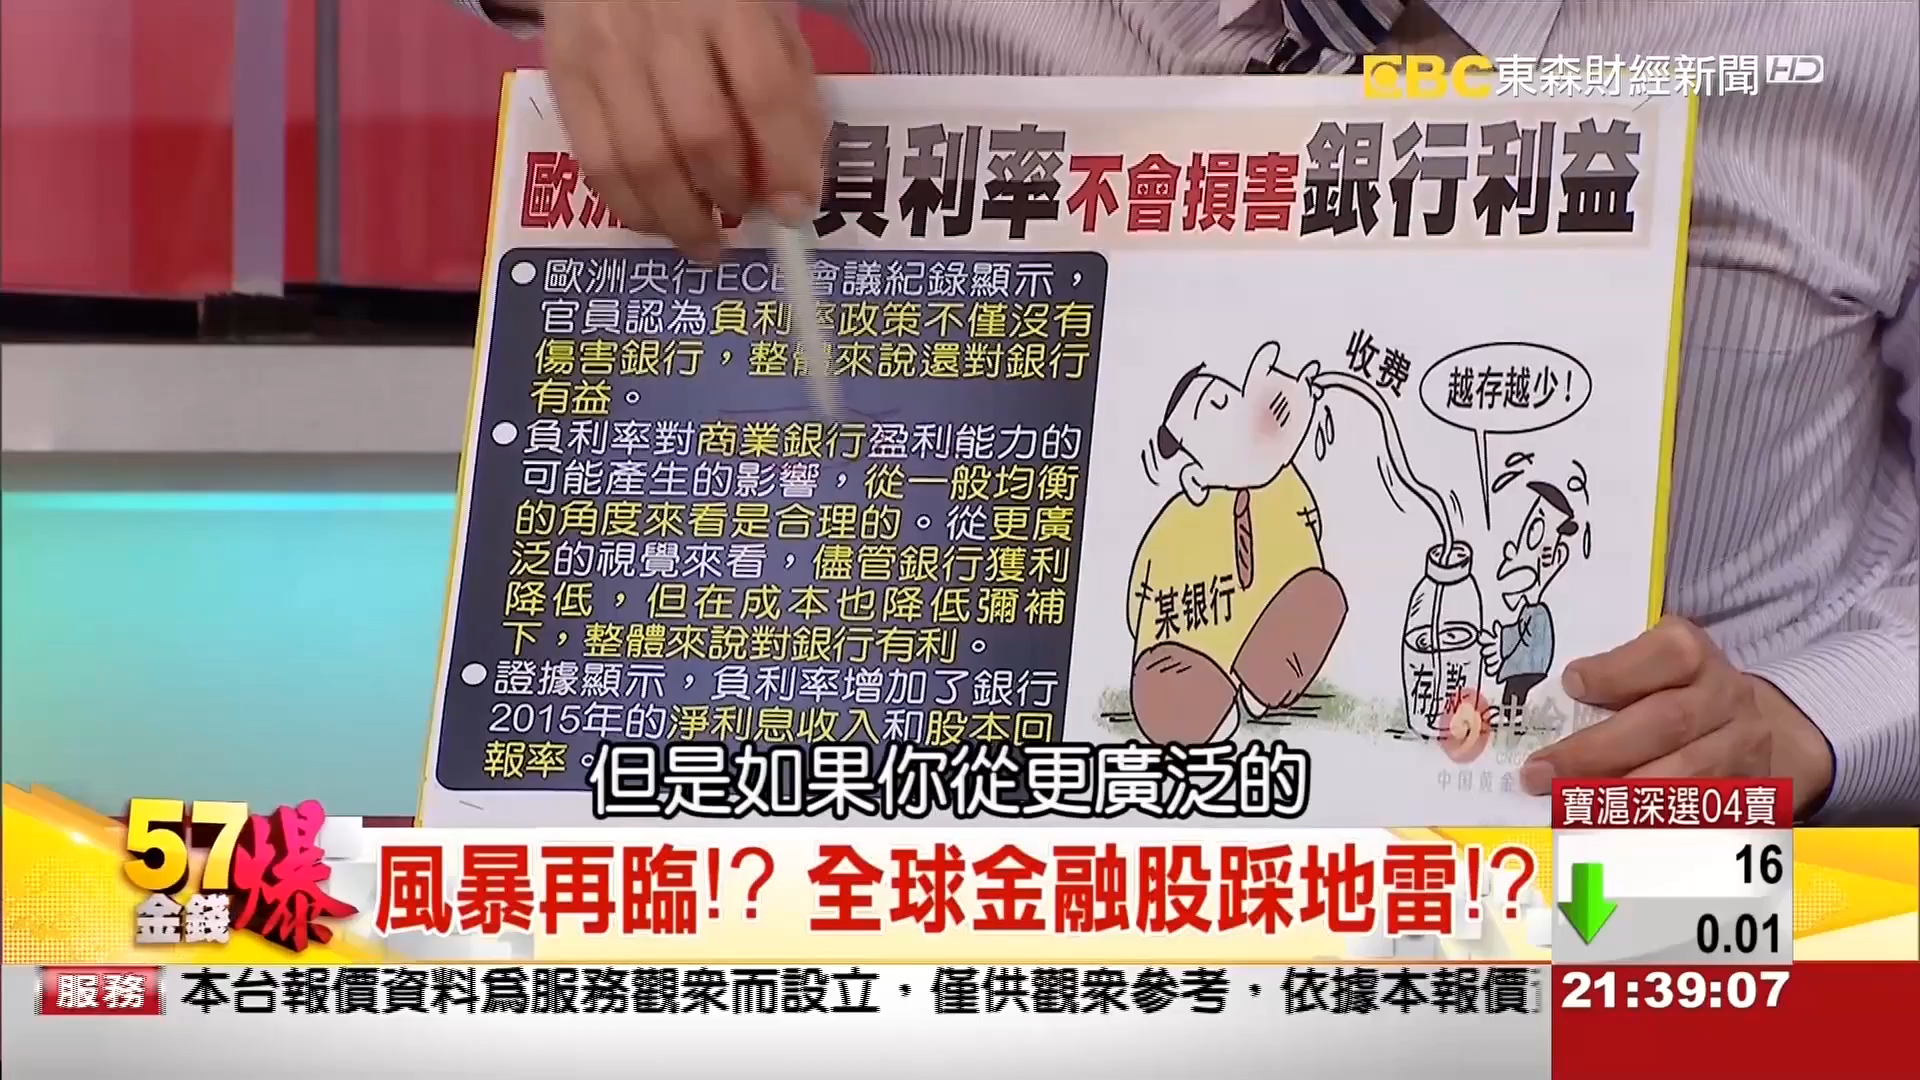 EBC 東森財經新聞 HD
歐洲 負利率不會損害銀行利益
歐洲央行ECB會議紀錄顯示，
官員認為負利率政策不僅沒有
傷害銀行，整體來說還對銀行
有益。
負利率對商業銀行盈利能力的
可能產生的影響，從一般均衡
的角度來看是合理的。從更廣
泛的視覺來看，儘管銀行獲利
降低，但在成本也降低彌補
下，整體來說對銀行有利。
證據顯示，負利率增加了銀行
2015年的淨利息收入和股本回
報率。
收费
越存越少！
某银行
存款
中国黄金
但是如果你從更廣泛的
57
金錢
爆
風暴再臨!? 全球金融股踩地雷!?
寶滬深選04賣
16
0.01
服務
本台報價資料為服務觀眾而設立，僅供觀眾參考，依據本報價
21:39:07